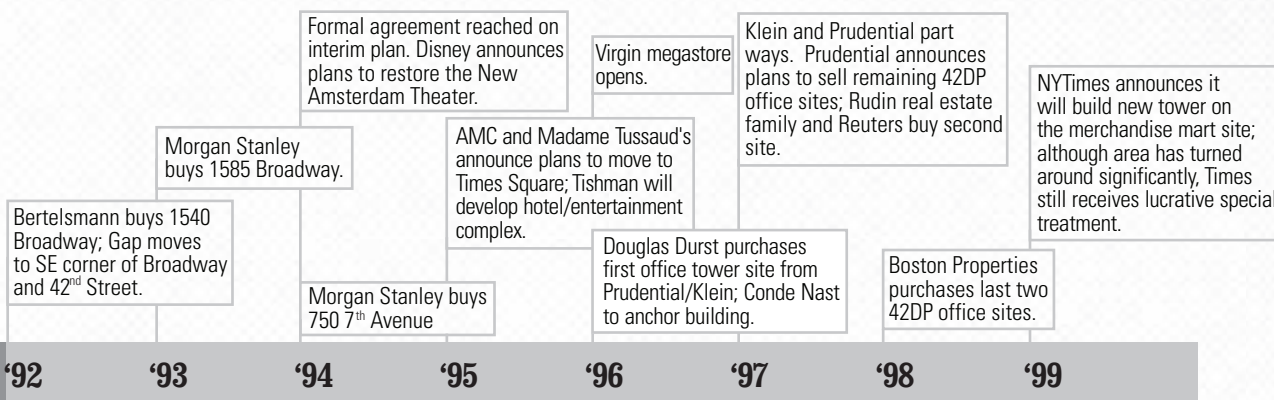 Bertelsmann buys 1540
Broadway; Gap moves
to SE corner of Broadway
and 42nd Street.
Morgan Stanley
buys 1585 Broadway.
Formal agreement reached on
interim plan. Disney announces
plans to restore the New
Amsterdam Theater.
Morgan Stanley buys
750 7th Avenue
AMC and Madame Tussaud's
announce plans to move to
Times Square; Tishman will
develop hotel/entertainment
complex.
Virgin megastore
opens.
Douglas Durst purchases
first office tower site from
Prudential/Klein; Conde Nast
to anchor building.
Klein and Prudential part
ways.  Prudential announces
plans to sell remaining 42DP
office sites; Rudin real estate
family and Reuters buy second
site.
Boston Properties
purchases last two
42DP office sites.
NYTimes announces it
will build new tower on
the merchandise mart site;
although area has turned
around significantly, Times
still receives lucrative special
treatment.
‘92 ‘93 ‘94 ‘95 ‘96 ‘97 ‘98 ‘99